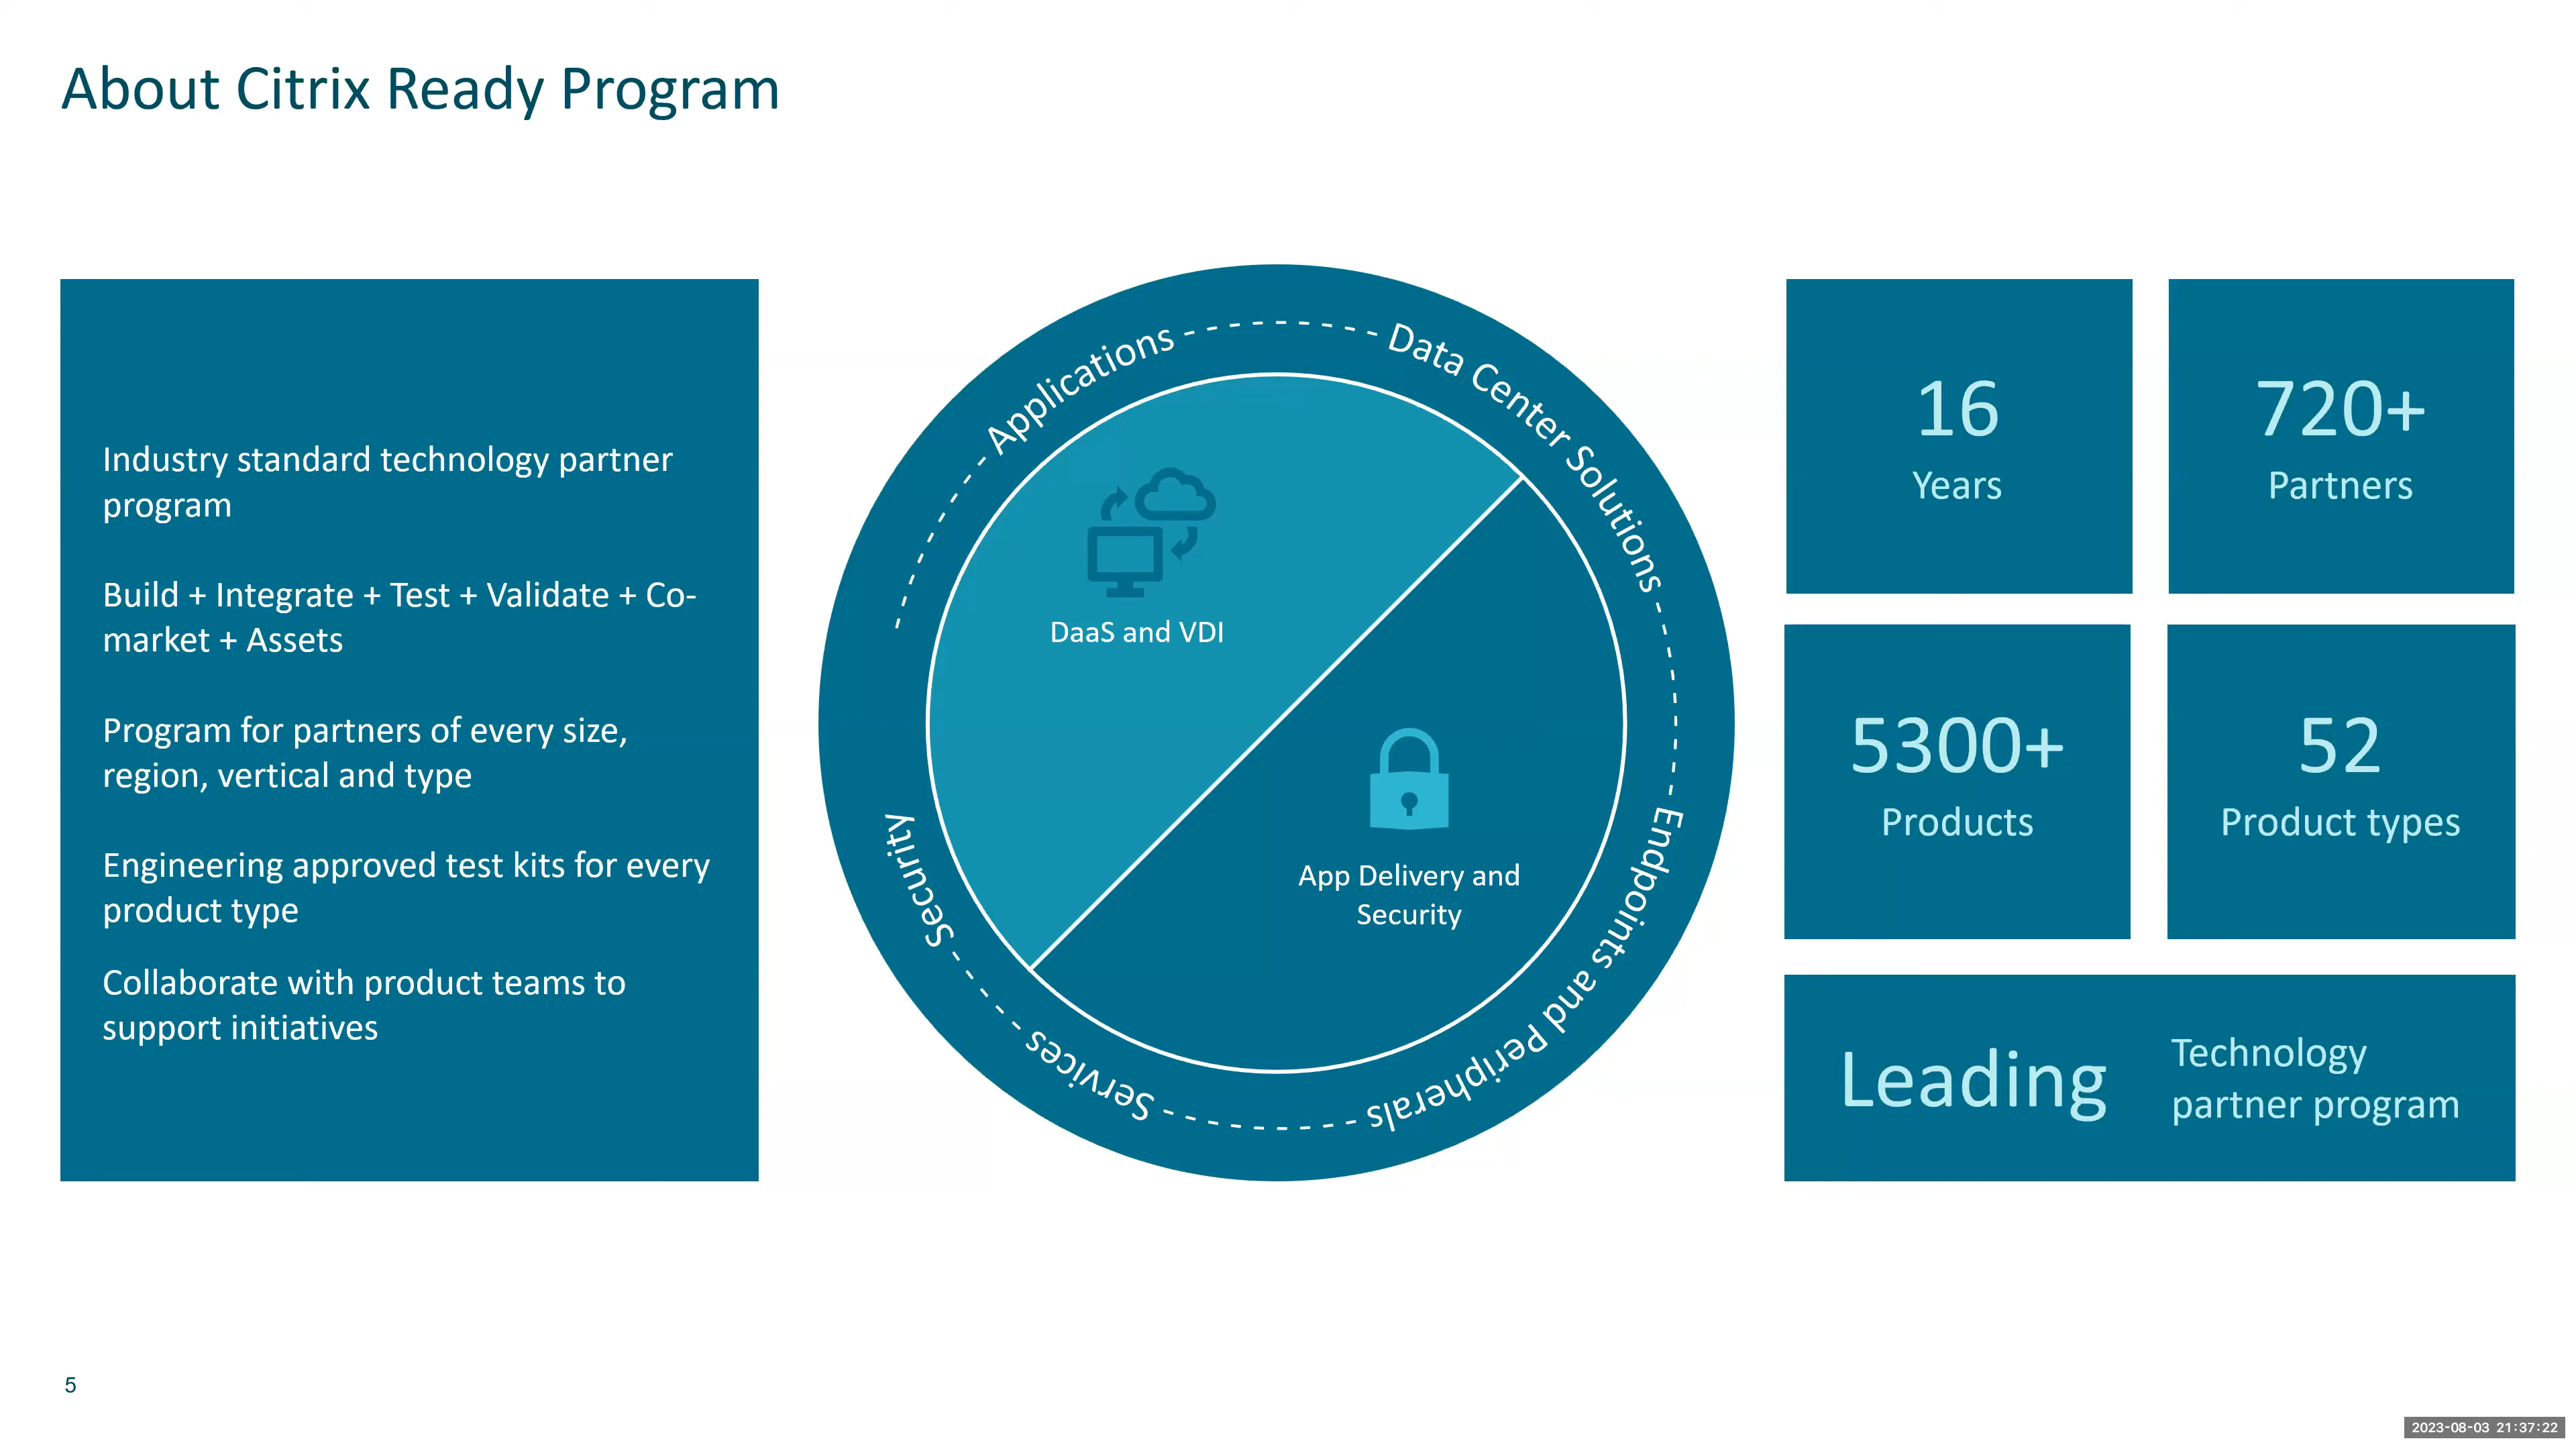 About Citrix Ready Program
Industry standard technology partner
program
Build + Integrate + Test + Validate + Co-
market + Assets
Program for partners of every size,
region, vertical and type
Engineering approved test kits for every
product type
Collaborate with product teams to
support initiatives
Applications
Data Center Solutions
Endpoints and Peripherals
Services
Security
DaaS and VDI
App Delivery and
Security
16
Years
720+
Partners
5300+
Products
52
Product types
Leading
Technology
partner program
5
2023-08-03 21:37:22